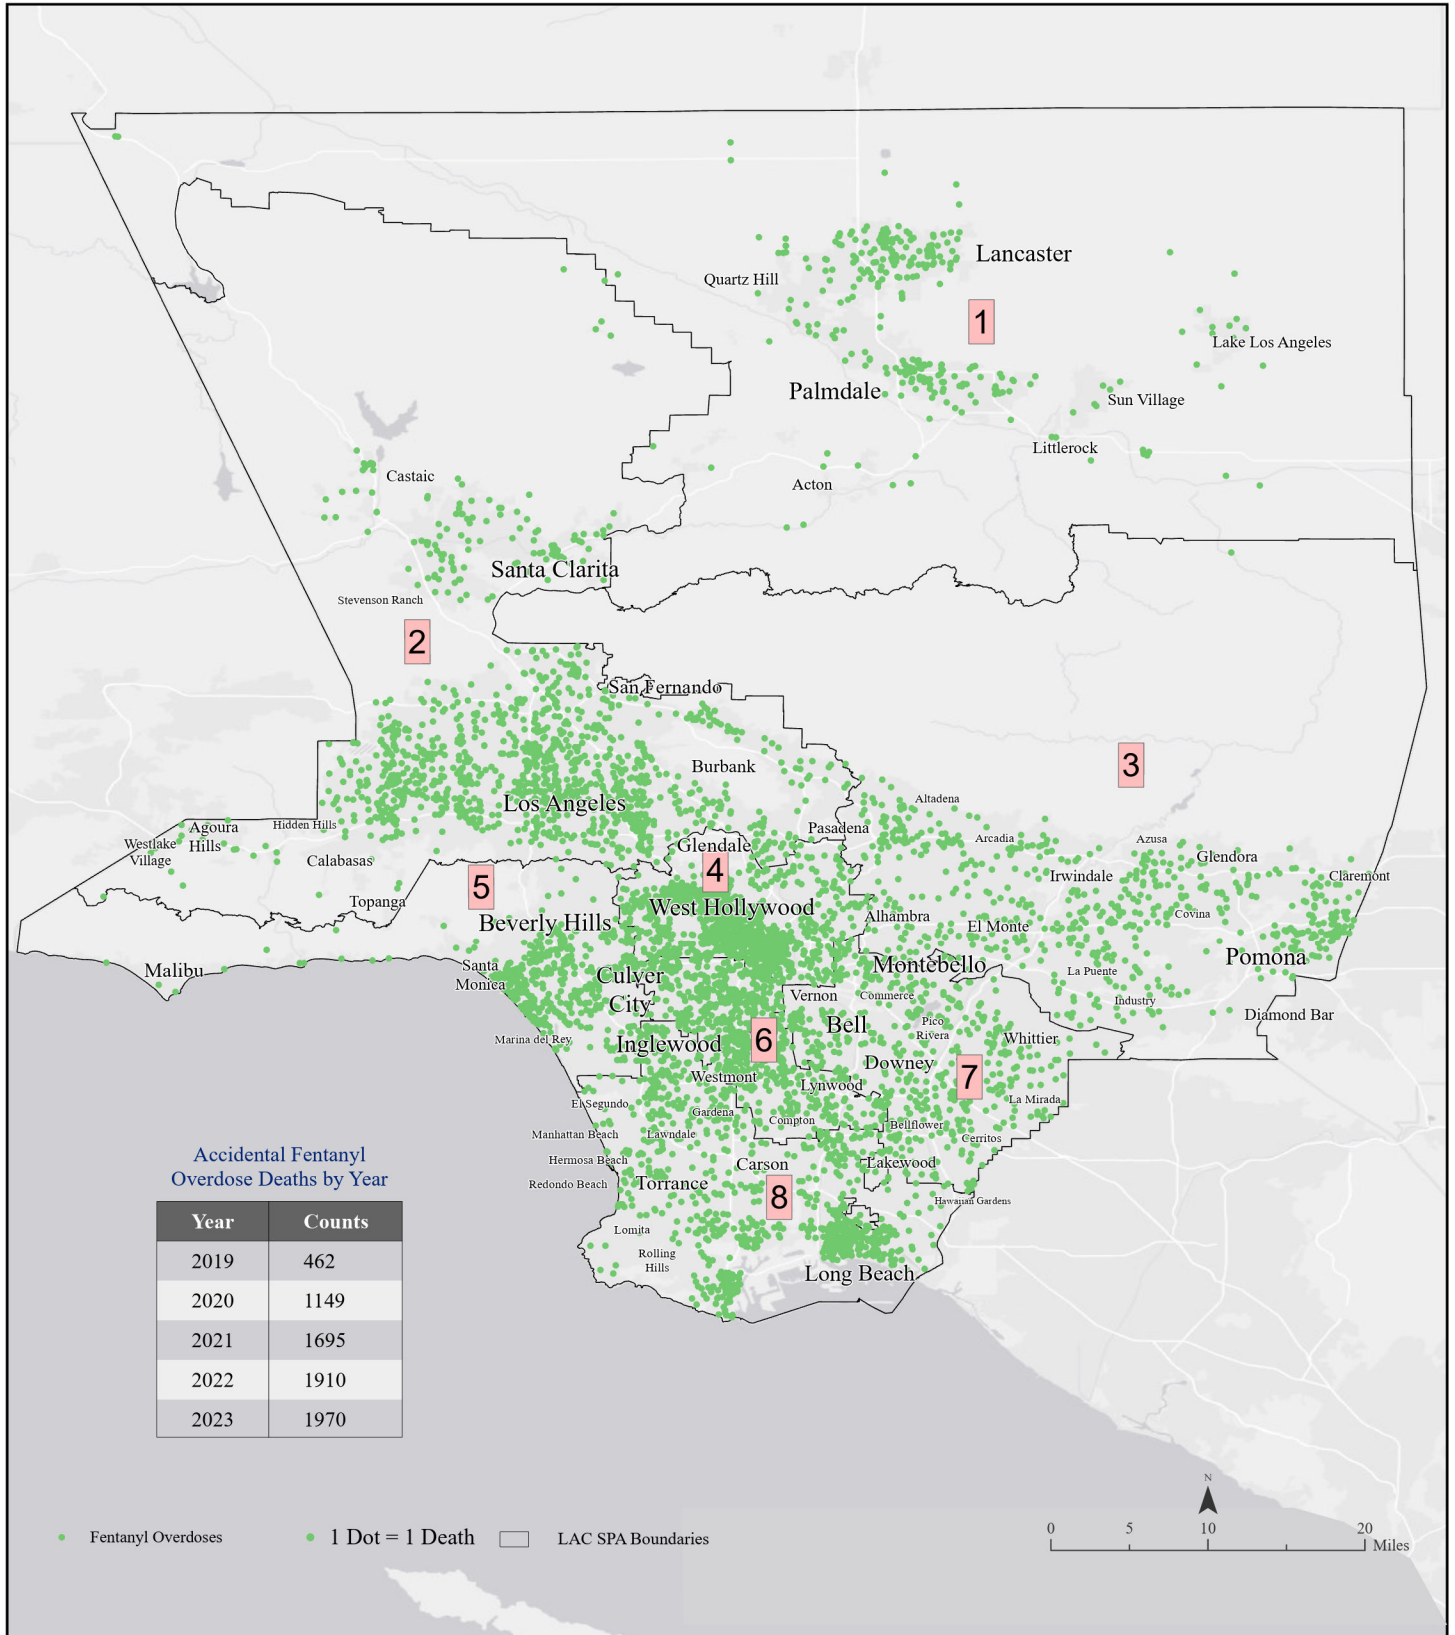 Lancaster
Quartz Hill
1
Lake Los Angeles
Palmdale
Sun Village
Littlerock
Castaic
Acton
Santa Clarita
Stevenson Ranch
2
San Fernando
3
Burbank
Los Angeles
Altadena
Hidden Hills
Agoura
Hills
Pasadena
Arcadia
Azusa
Westlake
Village
Glendale
Glendora
Calabasas
4
Irwindale
Claremont
5
Topanga
West Hollywood
Beverly Hills
Alhambra
Covina
El Monte
Pomona
Montebello
Santa
Monica
Malibu
La Puente
Culver
City
Vernon
Commerce
Industry
Diamond Bar
Bell
Pico
Rivera
Marina del Rey
Inglewood
6
Whittier
Downey
Westmont
7
Lynwood
El Segundo
La Mirada
Gardena
Compton
Bellflower
Manhattan Beach
Lawndale
Cerritos
Hermosa Beach
Carson
Lakewood
Redondo Beach
Torrance
8
Hawaiian Gardens
Lomita
Rolling
Hills
Long Beach
Accidental Fentanyl
Overdose Deaths by Year
Year Counts
2019 462
2020 1149
2021 1695
2022 1910
2023 1970
N
0 5 10 20
Miles
Fentanyl Overdoses 1 Dot = 1 Death LAC SPA Boundaries